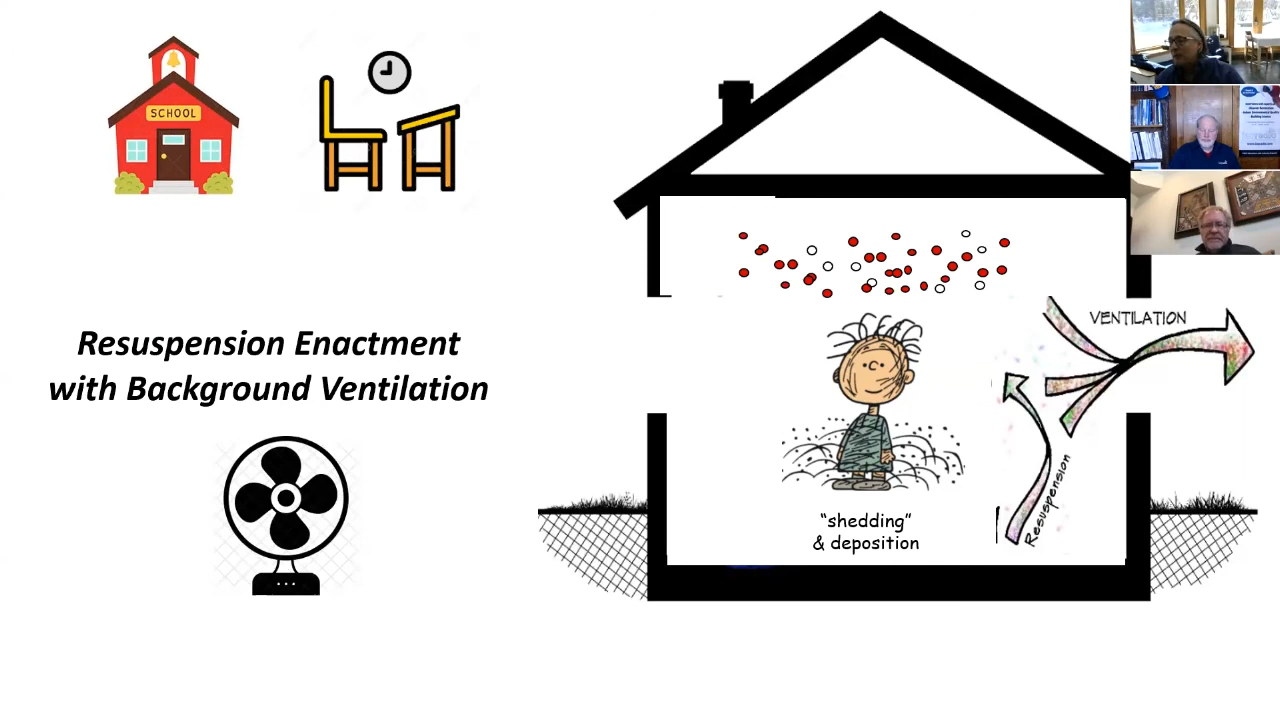 SCHOOL
Resuspension Enactment
with Background Ventilation
VENTILATION
Resuspension
“shedding”
& deposition